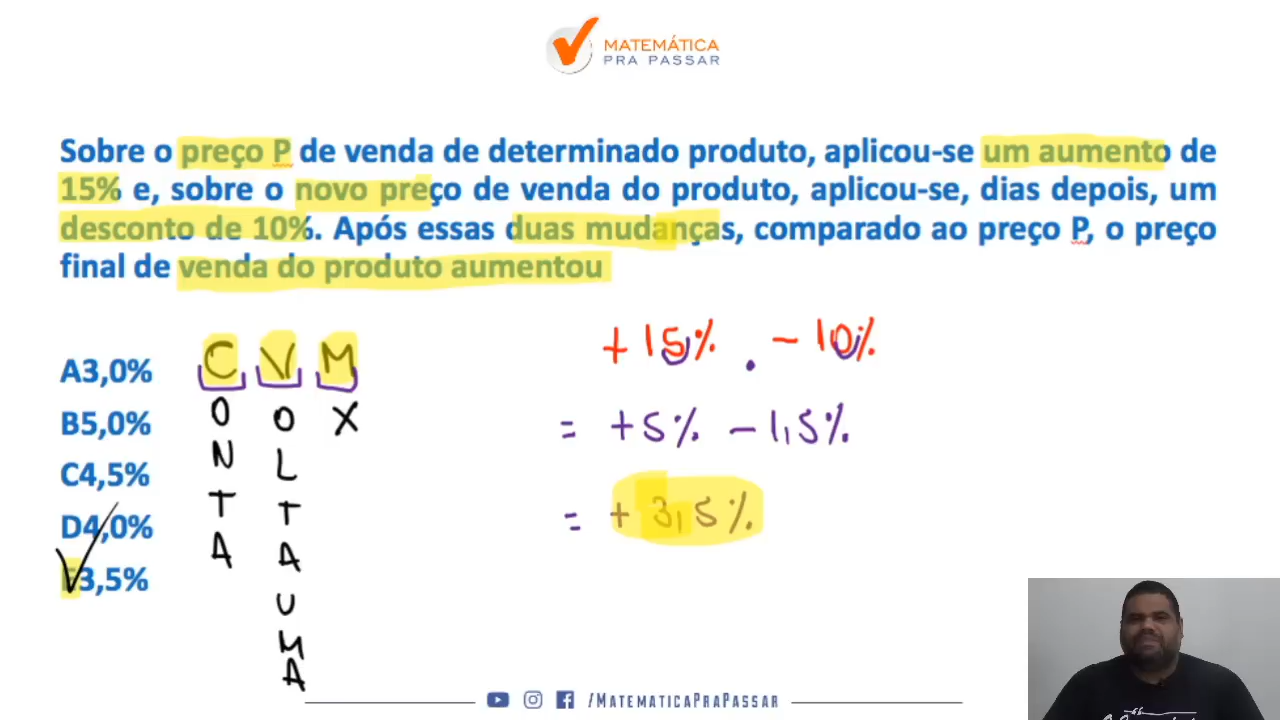 MATEMÁTICA
PRA PASSAR
Sobre o preço P de venda de determinado produto, aplicou-se um aumento de
15% e, sobre o novo preço de venda do produto, aplicou-se, dias depois, um
desconto de 10%. Após essas duas mudanças, comparado ao preço P, o preço
final de venda do produto aumentou
A3,0%
B5,0%
C4,5%
D4,0%
E3,5%
C V M
O O X
N L
T T
A A
U
M
A
+15% . -10%
= +5% -1,5%
= +3,5%
/MATEMATICAPRAPASSAR